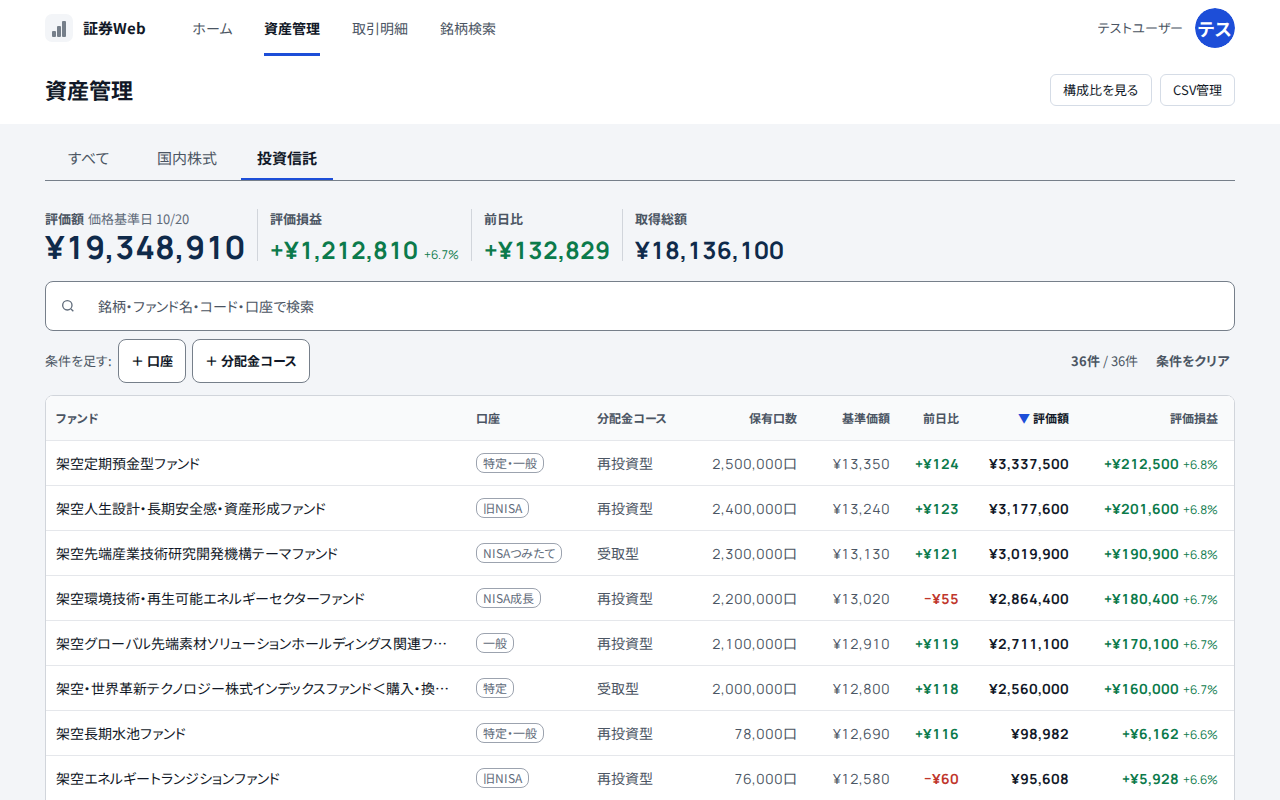 証券Web ホーム 資産管理 取引明細 銘柄検索 テストユーザー テス
資産管理 構成比を見る CSV管理
すべて 国内株式 投資信託
評価額 価格基準日 10/20 評価損益 前日比 取得総額
¥19,348,910 +¥1,212,810 +6.7% +¥132,829 ¥18,136,100
銘柄・ファンド名・コード・口座で検索
条件を足す: ＋ 口座 ＋ 分配金コース 36件 / 36件 条件をクリア
ファンド 口座 分配金コース 保有口数 基準価額 前日比 ▼ 評価額 評価損益
架空定期預金型ファンド 特定・一般 再投資型 2,500,000口 ¥13,350 +¥124 ¥3,337,500 +¥212,500 +6.8%
架空人生設計・長期安全感・資産形成ファンド 旧NISA 再投資型 2,400,000口 ¥13,240 +¥123 ¥3,177,600 +¥201,600 +6.8%
架空先端産業技術研究開発機構テーマファンド NISAつみたて 受取型 2,300,000口 ¥13,130 +¥121 ¥3,019,900 +¥190,900 +6.8%
架空環境技術・再生可能エネルギーセクターファンド NISA成長 再投資型 2,200,000口 ¥13,020 −¥55 ¥2,864,400 +¥180,400 +6.7%
架空グローバル先端素材ソリューションホールディングス関連フ… 一般 再投資型 2,100,000口 ¥12,910 +¥119 ¥2,711,100 +¥170,100 +6.7%
架空・世界革新テクノロジー株式インデックスファンド＜購入・換… 特定 受取型 2,000,000口 ¥12,800 +¥118 ¥2,560,000 +¥160,000 +6.7%
架空長期水池ファンド 特定・一般 再投資型 78,000口 ¥12,690 +¥116 ¥98,982 +¥6,162 +6.6%
架空エネルギートランジションファンド 旧NISA 再投資型 76,000口 ¥12,580 −¥60 ¥95,608 +¥5,928 +6.6%